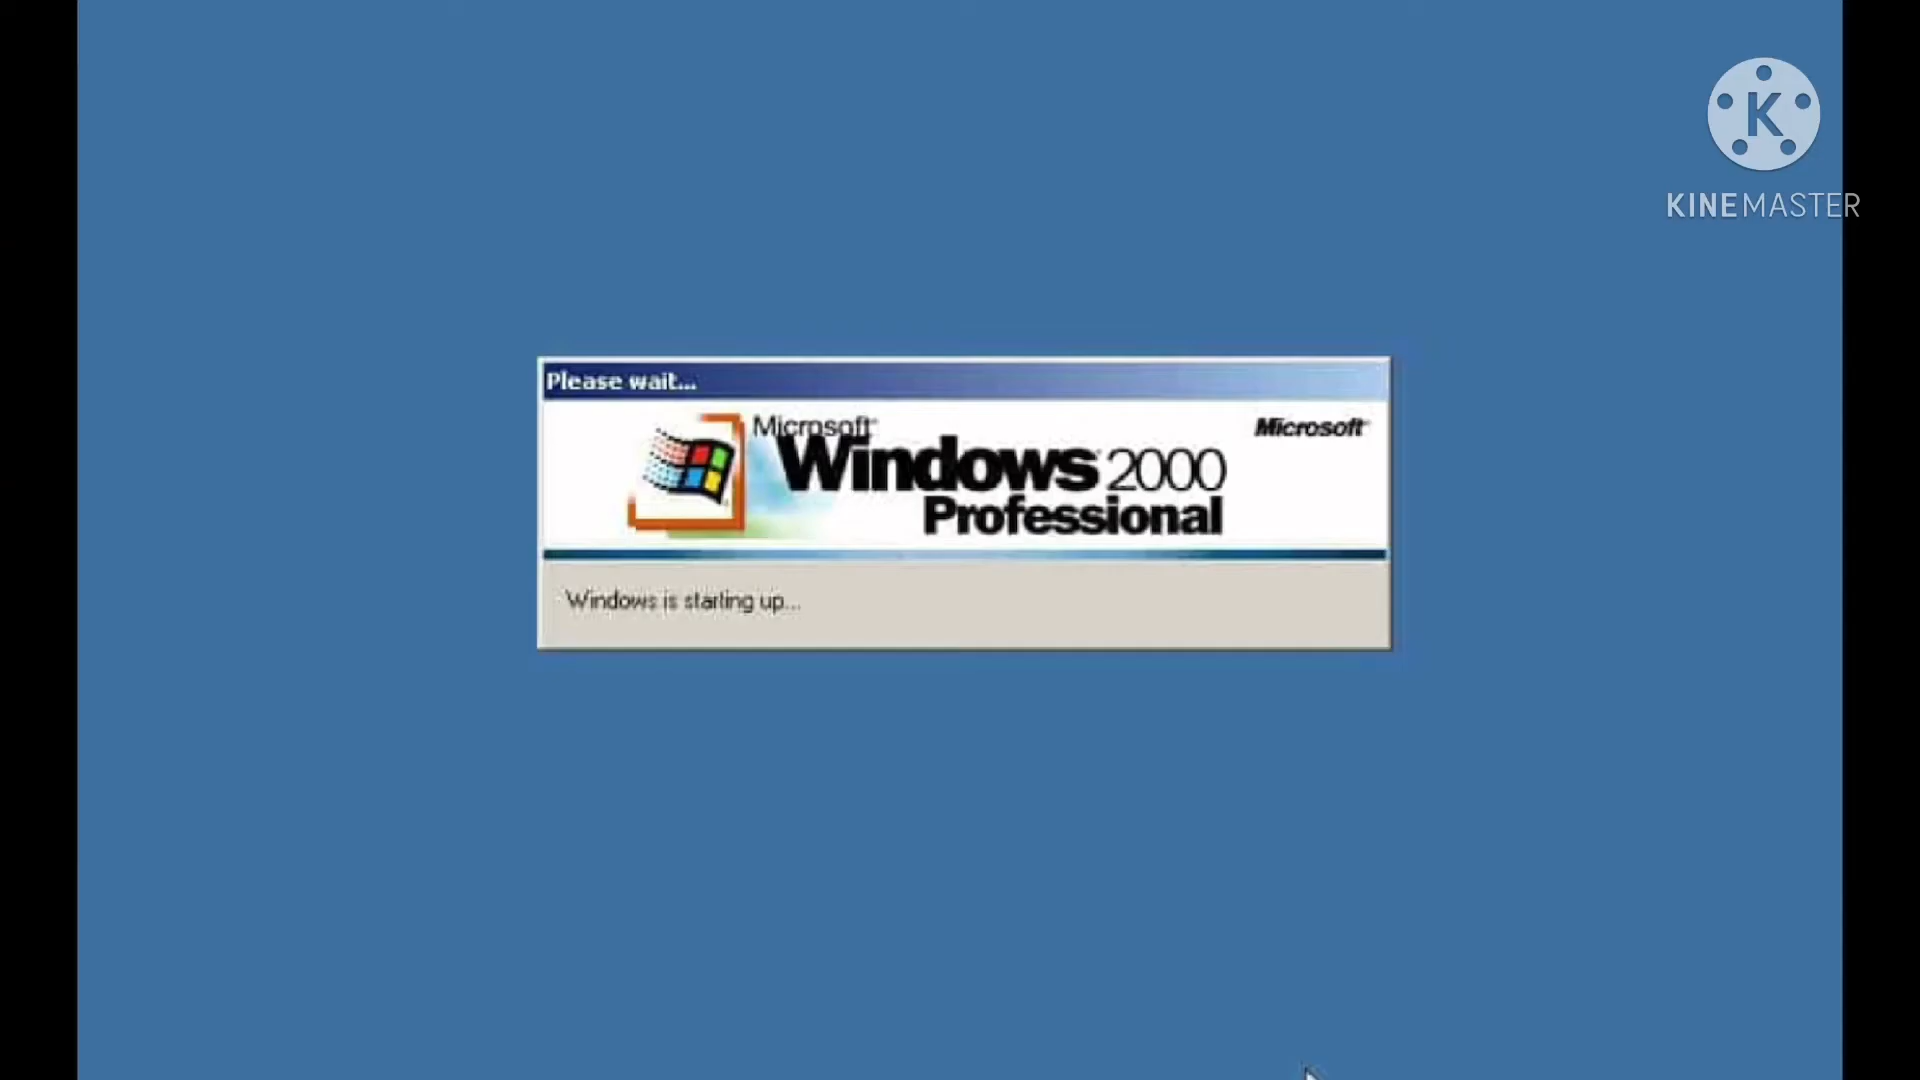 K
KINEMASTER
Please wait...
Microsoft
Microsoft
Windows 2000
Professional
Windows is starting up...